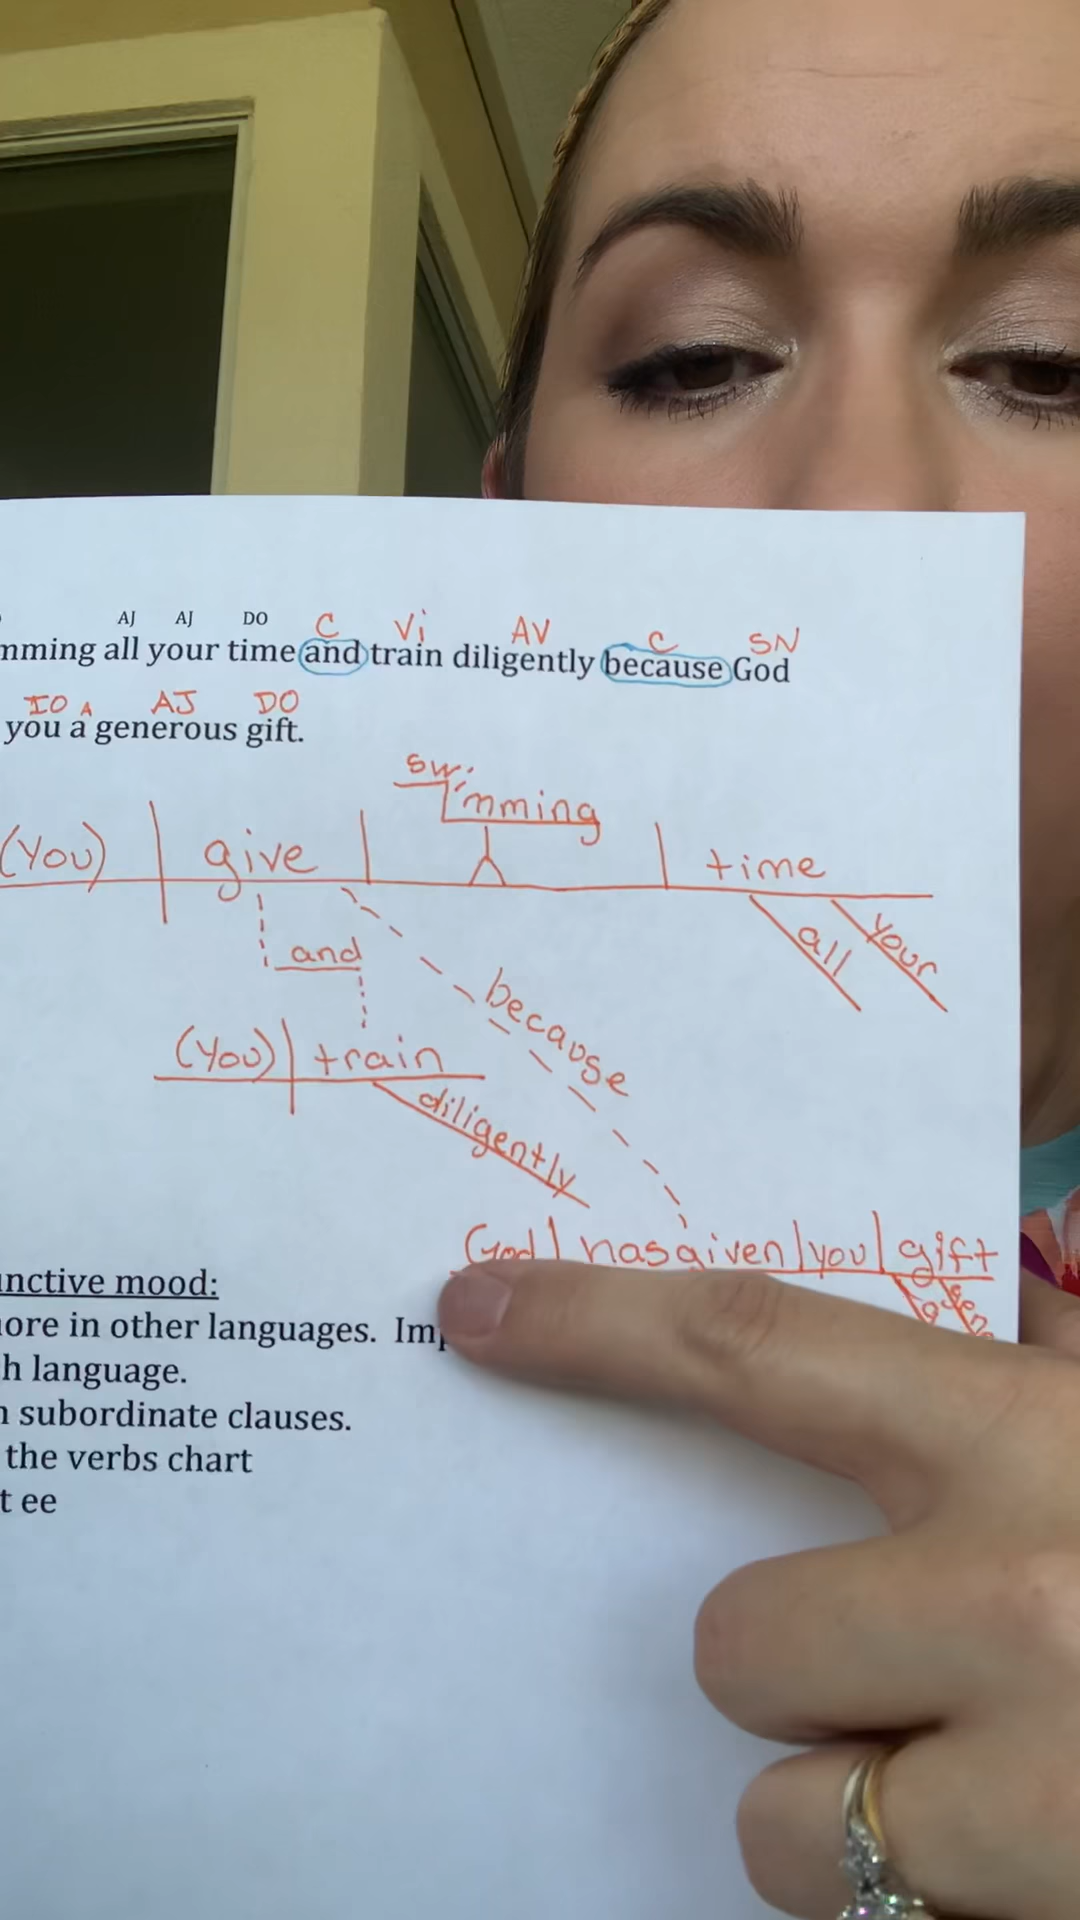 AJ AJ DO C Vi AV C SN
mming all your time and train diligently because God
IO A AJ DO
you a generous gift.
swimming
(You) give time
all your
and
because
(You) train
diligently
God has given you gift
a
nctive mood:
ore in other languages. Im
h language.
n subordinate clauses.
the verbs chart
t ee